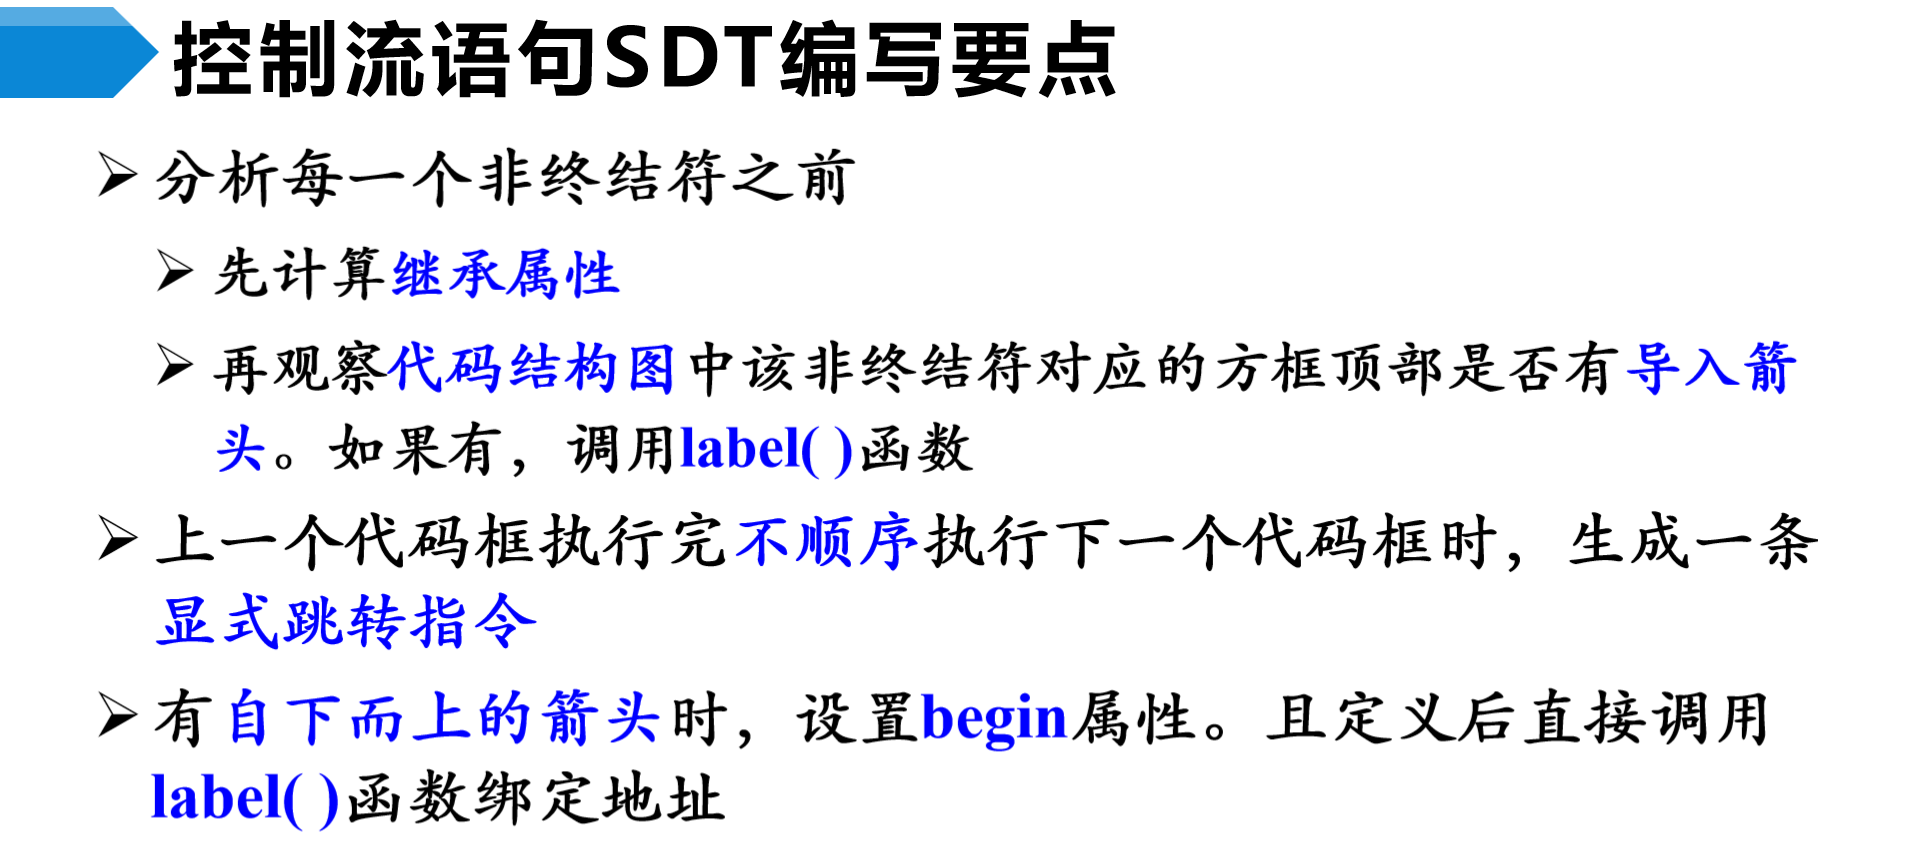 控制流语句SDT编写要点
分析每一个非终结符之前
先计算继承属性
再观察代码结构图中该非终结符对应的方框顶部是否有导入箭
头。如果有，调用label( )函数
上一个代码框执行完不顺序执行下一个代码框时，生成一条
显式跳转指令
有自下而上的箭头时，设置begin属性。且定义后直接调用
label( )函数绑定地址